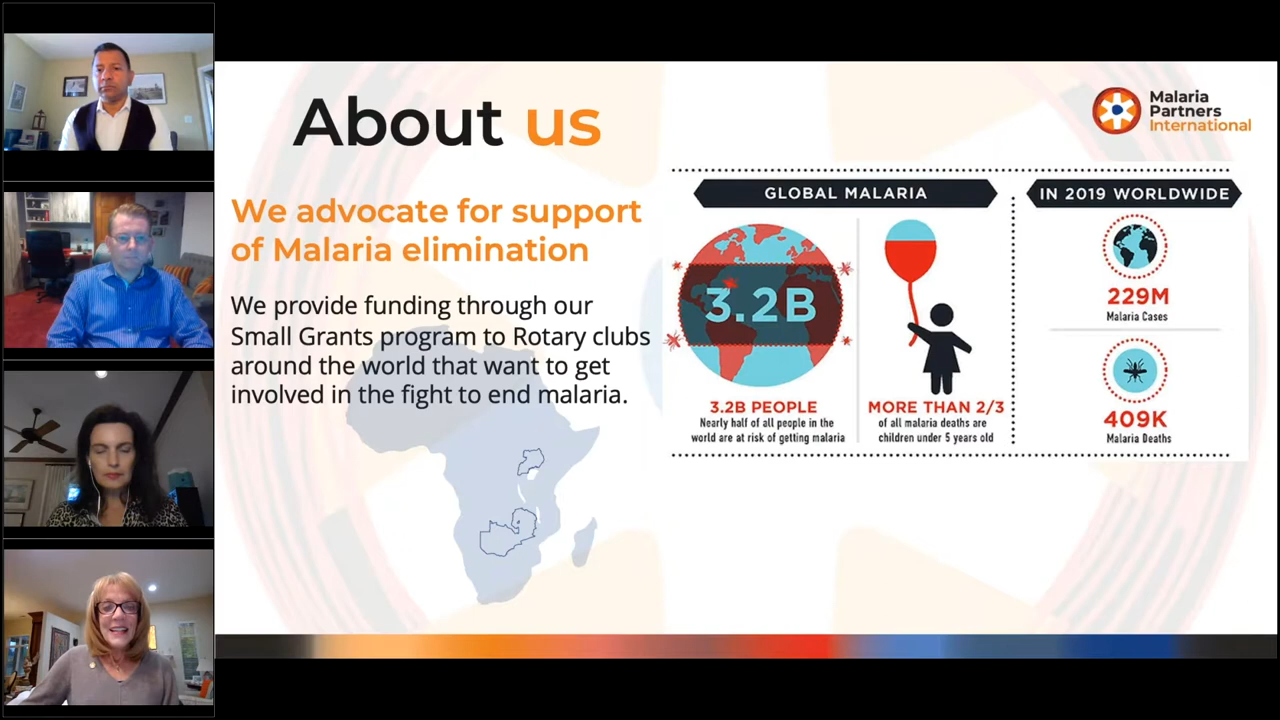 About us
Malaria
Partners
International
We advocate for support
of Malaria elimination
We provide funding through our
Small Grants program to Rotary clubs
around the world that want to get
involved in the fight to end malaria.
GLOBAL MALARIA
3.2B
3.2B PEOPLE
Nearly half of all people in the
world are at risk of getting malaria
MORE THAN 2/3
of all malaria deaths are
children under 5 years old
IN 2019 WORLDWIDE
229M
Malaria Cases
409K
Malaria Deaths